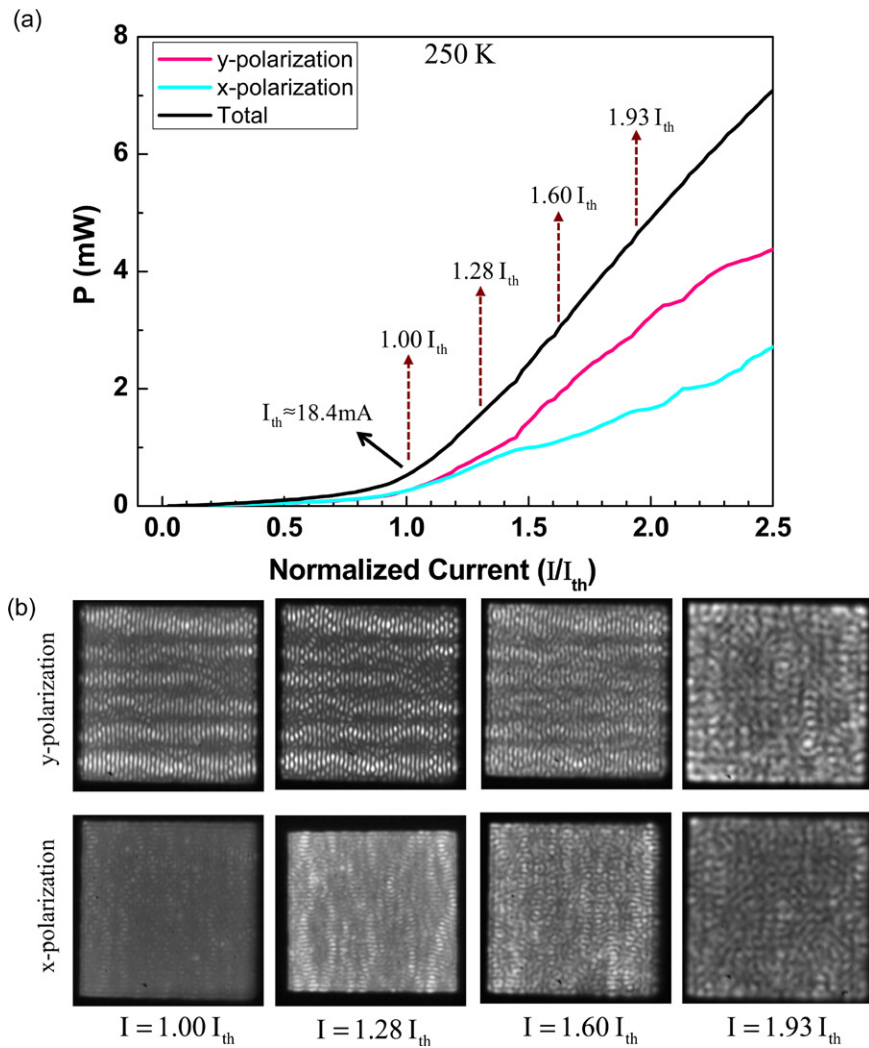 (a)
8
6
4
2
0
P (mW)
y-polarization
x-polarization
Total
250 K
1.93 I_th
1.60 I_th
1.28 I_th
1.00 I_th
I_th≈18.4mA
0.0 0.5 1.0 1.5 2.0 2.5
Normalized Current (I/I_th)
(b)
y-polarization
x-polarization
I = 1.00 I_th I = 1.28 I_th I = 1.60 I_th I = 1.93 I_th